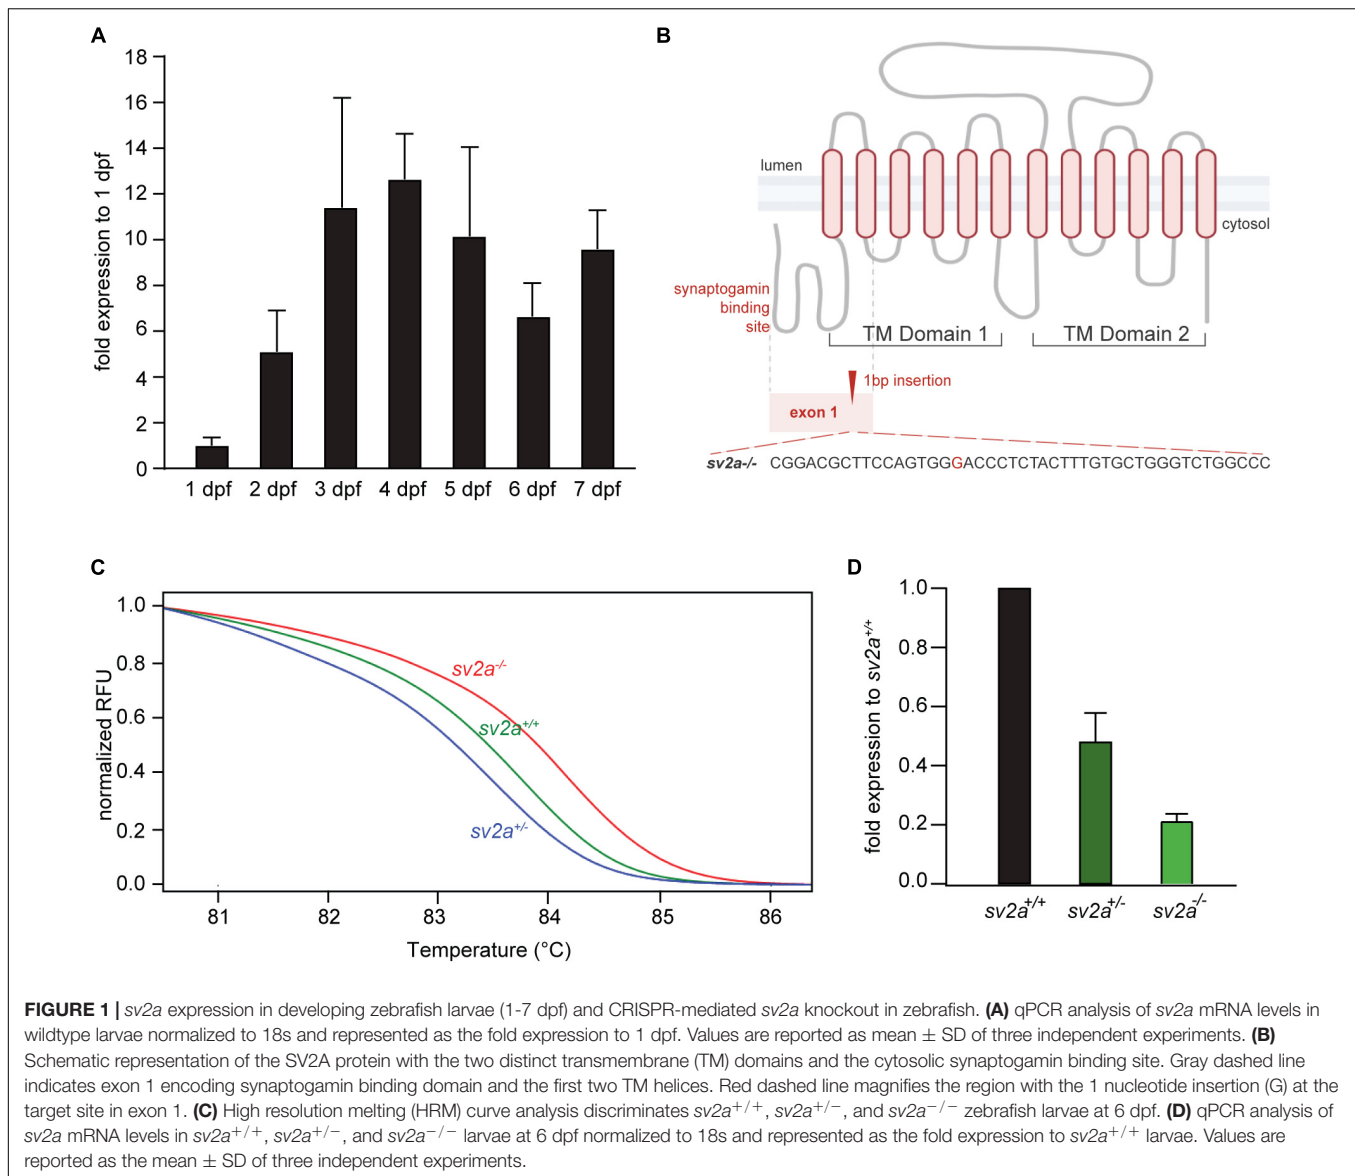 A
18
16
14
12
10
8
6
4
2
0
fold expression to 1 dpf
1 dpf 2 dpf 3 dpf 4 dpf 5 dpf 6 dpf 7 dpf
B
lumen
cytosol
synaptogamin
binding
site
TM Domain 1 TM Domain 2
1bp insertion
exon 1
sv2a-/- CGGACGCTTCCAGTGGGACCCTCTACTTTGTGCTGGGTCTGGCCC
C
1.0
0.8
0.6
0.4
0.2
0.0
normalized RFU
sv2a-/-
sv2a+/+
sv2a+/-
81 82 83 84 85 86
Temperature (°C)
D
1.0
0.8
0.6
0.4
0.2
0.0
fold expression to sv2a+/+
sv2a+/+ sv2a+/- sv2a-/-
FIGURE 1 | sv2a expression in developing zebrafish larvae (1-7 dpf) and CRISPR-mediated sv2a knockout in zebrafish. (A) qPCR analysis of sv2a mRNA levels in
wildtype larvae normalized to 18s and represented as the fold expression to 1 dpf. Values are reported as mean ± SD of three independent experiments. (B)
Schematic representation of the SV2A protein with the two distinct transmembrane (TM) domains and the cytosolic synaptogamin binding site. Gray dashed line
indicates exon 1 encoding synaptogamin binding domain and the first two TM helices. Red dashed line magnifies the region with the 1 nucleotide insertion (G) at the
target site in exon 1. (C) High resolution melting (HRM) curve analysis discriminates sv2a+/+, sv2a+/−, and sv2a−/− zebrafish larvae at 6 dpf. (D) qPCR analysis of
sv2a mRNA levels in sv2a+/+, sv2a+/−, and sv2a−/− larvae at 6 dpf normalized to 18s and represented as the fold expression to sv2a+/+ larvae. Values are
reported as the mean ± SD of three independent experiments.